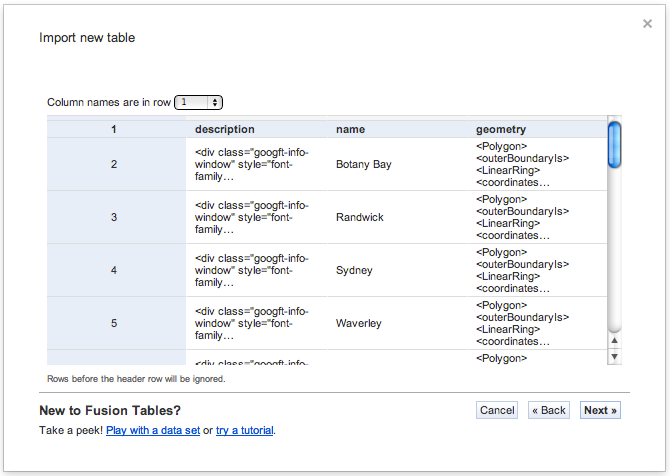 ×
Import new table
Column names are in row 1
1 description name geometry
2 <div class="googft-info-window" style="font-family… Botany Bay <Polygon> <outerBoundaryIs> <LinearRing> <coordinates…
3 <div class="googft-info-window" style="font-family… Randwick <Polygon> <outerBoundaryIs> <LinearRing> <coordinates…
4 <div class="googft-info-window" style="font-family… Sydney <Polygon> <outerBoundaryIs> <LinearRing> <coordinates…
5 <div class="googft-info-window" style="font-family… Waverley <Polygon> <outerBoundaryIs> <LinearRing> <coordinates…
<div class="googft-info- <Polygon>
Rows before the header row will be ignored.
New to Fusion Tables?
Cancel « Back Next »
Take a peek! Play with a data set or try a tutorial.